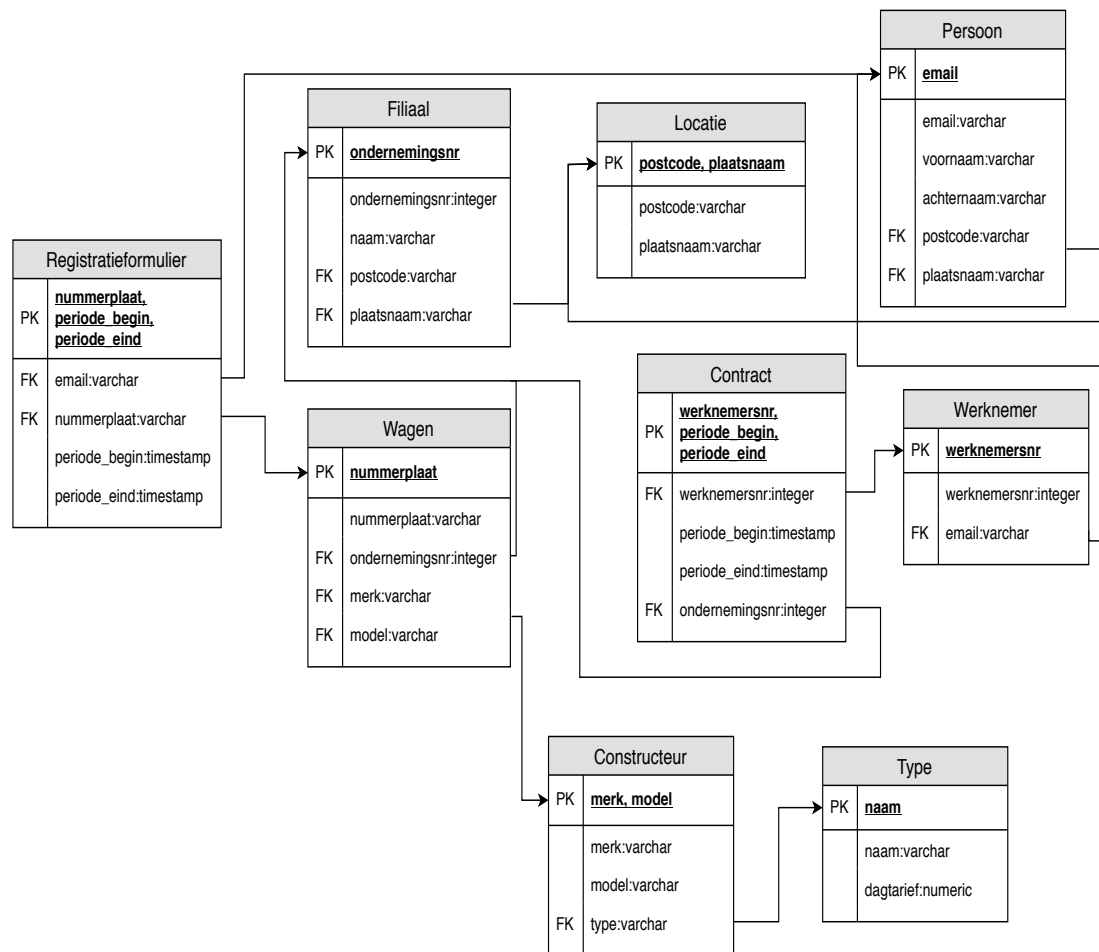 Persoon
PK email
email:varchar
voornaam:varchar
achternaam:varchar
FK postcode:varchar
FK plaatsnaam:varchar
Filiaal
PK ondernemingsnr
ondernemingsnr:integer
naam:varchar
FK postcode:varchar
FK plaatsnaam:varchar
Locatie
PK postcode, plaatsnaam
postcode:varchar
plaatsnaam:varchar
Registratieformulier
nummerplaat,
PK periode_begin,
periode_eind
FK email:varchar
FK nummerplaat:varchar
periode_begin:timestamp
periode_eind:timestamp
Wagen
PK nummerplaat
nummerplaat:varchar
FK ondernemingsnr:integer
FK merk:varchar
FK model:varchar
Contract
werknemersnr,
PK periode_begin,
periode_eind
FK werknemersnr:integer
periode_begin:timestamp
periode_eind:timestamp
FK ondernemingsnr:integer
Werknemer
PK werknemersnr
werknemersnr:integer
FK email:varchar
Constructeur
PK merk, model
merk:varchar
model:varchar
FK type:varchar
Type
PK naam
naam:varchar
dagtarief:numeric